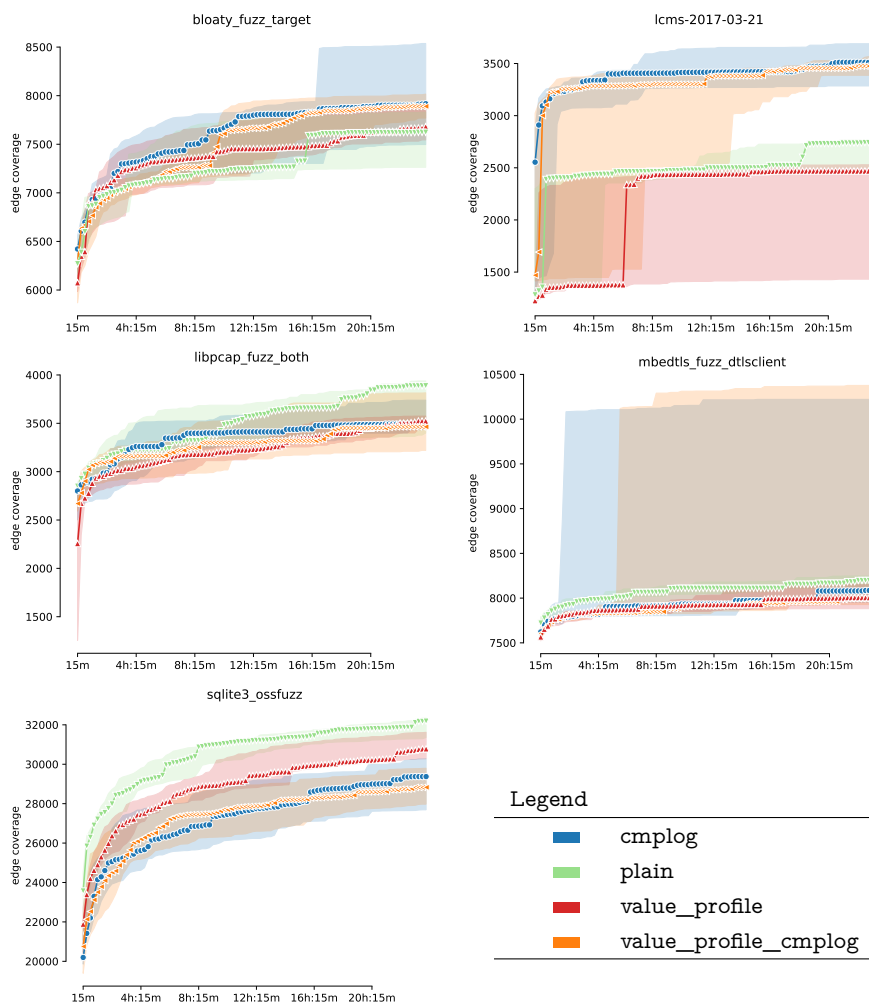 bloaty_fuzz_target
edge coverage
8500
8000
7500
7000
6500
6000
15m 4h:15m 8h:15m 12h:15m 16h:15m 20h:15m
lcms-2017-03-21
edge coverage
3500
3000
2500
2000
1500
15m 4h:15m 8h:15m 12h:15m 16h:15m 20h:15m
libpcap_fuzz_both
edge coverage
4000
3500
3000
2500
2000
1500
15m 4h:15m 8h:15m 12h:15m 16h:15m 20h:15m
mbedtls_fuzz_dtlsclient
edge coverage
10500
10000
9500
9000
8500
8000
7500
15m 4h:15m 8h:15m 12h:15m 16h:15m 20h:15m
sqlite3_ossfuzz
edge coverage
32000
30000
28000
26000
24000
22000
20000
15m 4h:15m 8h:15m 12h:15m 16h:15m 20h:15m
Legend
cmplog
plain
value_profile
value_profile_cmplog